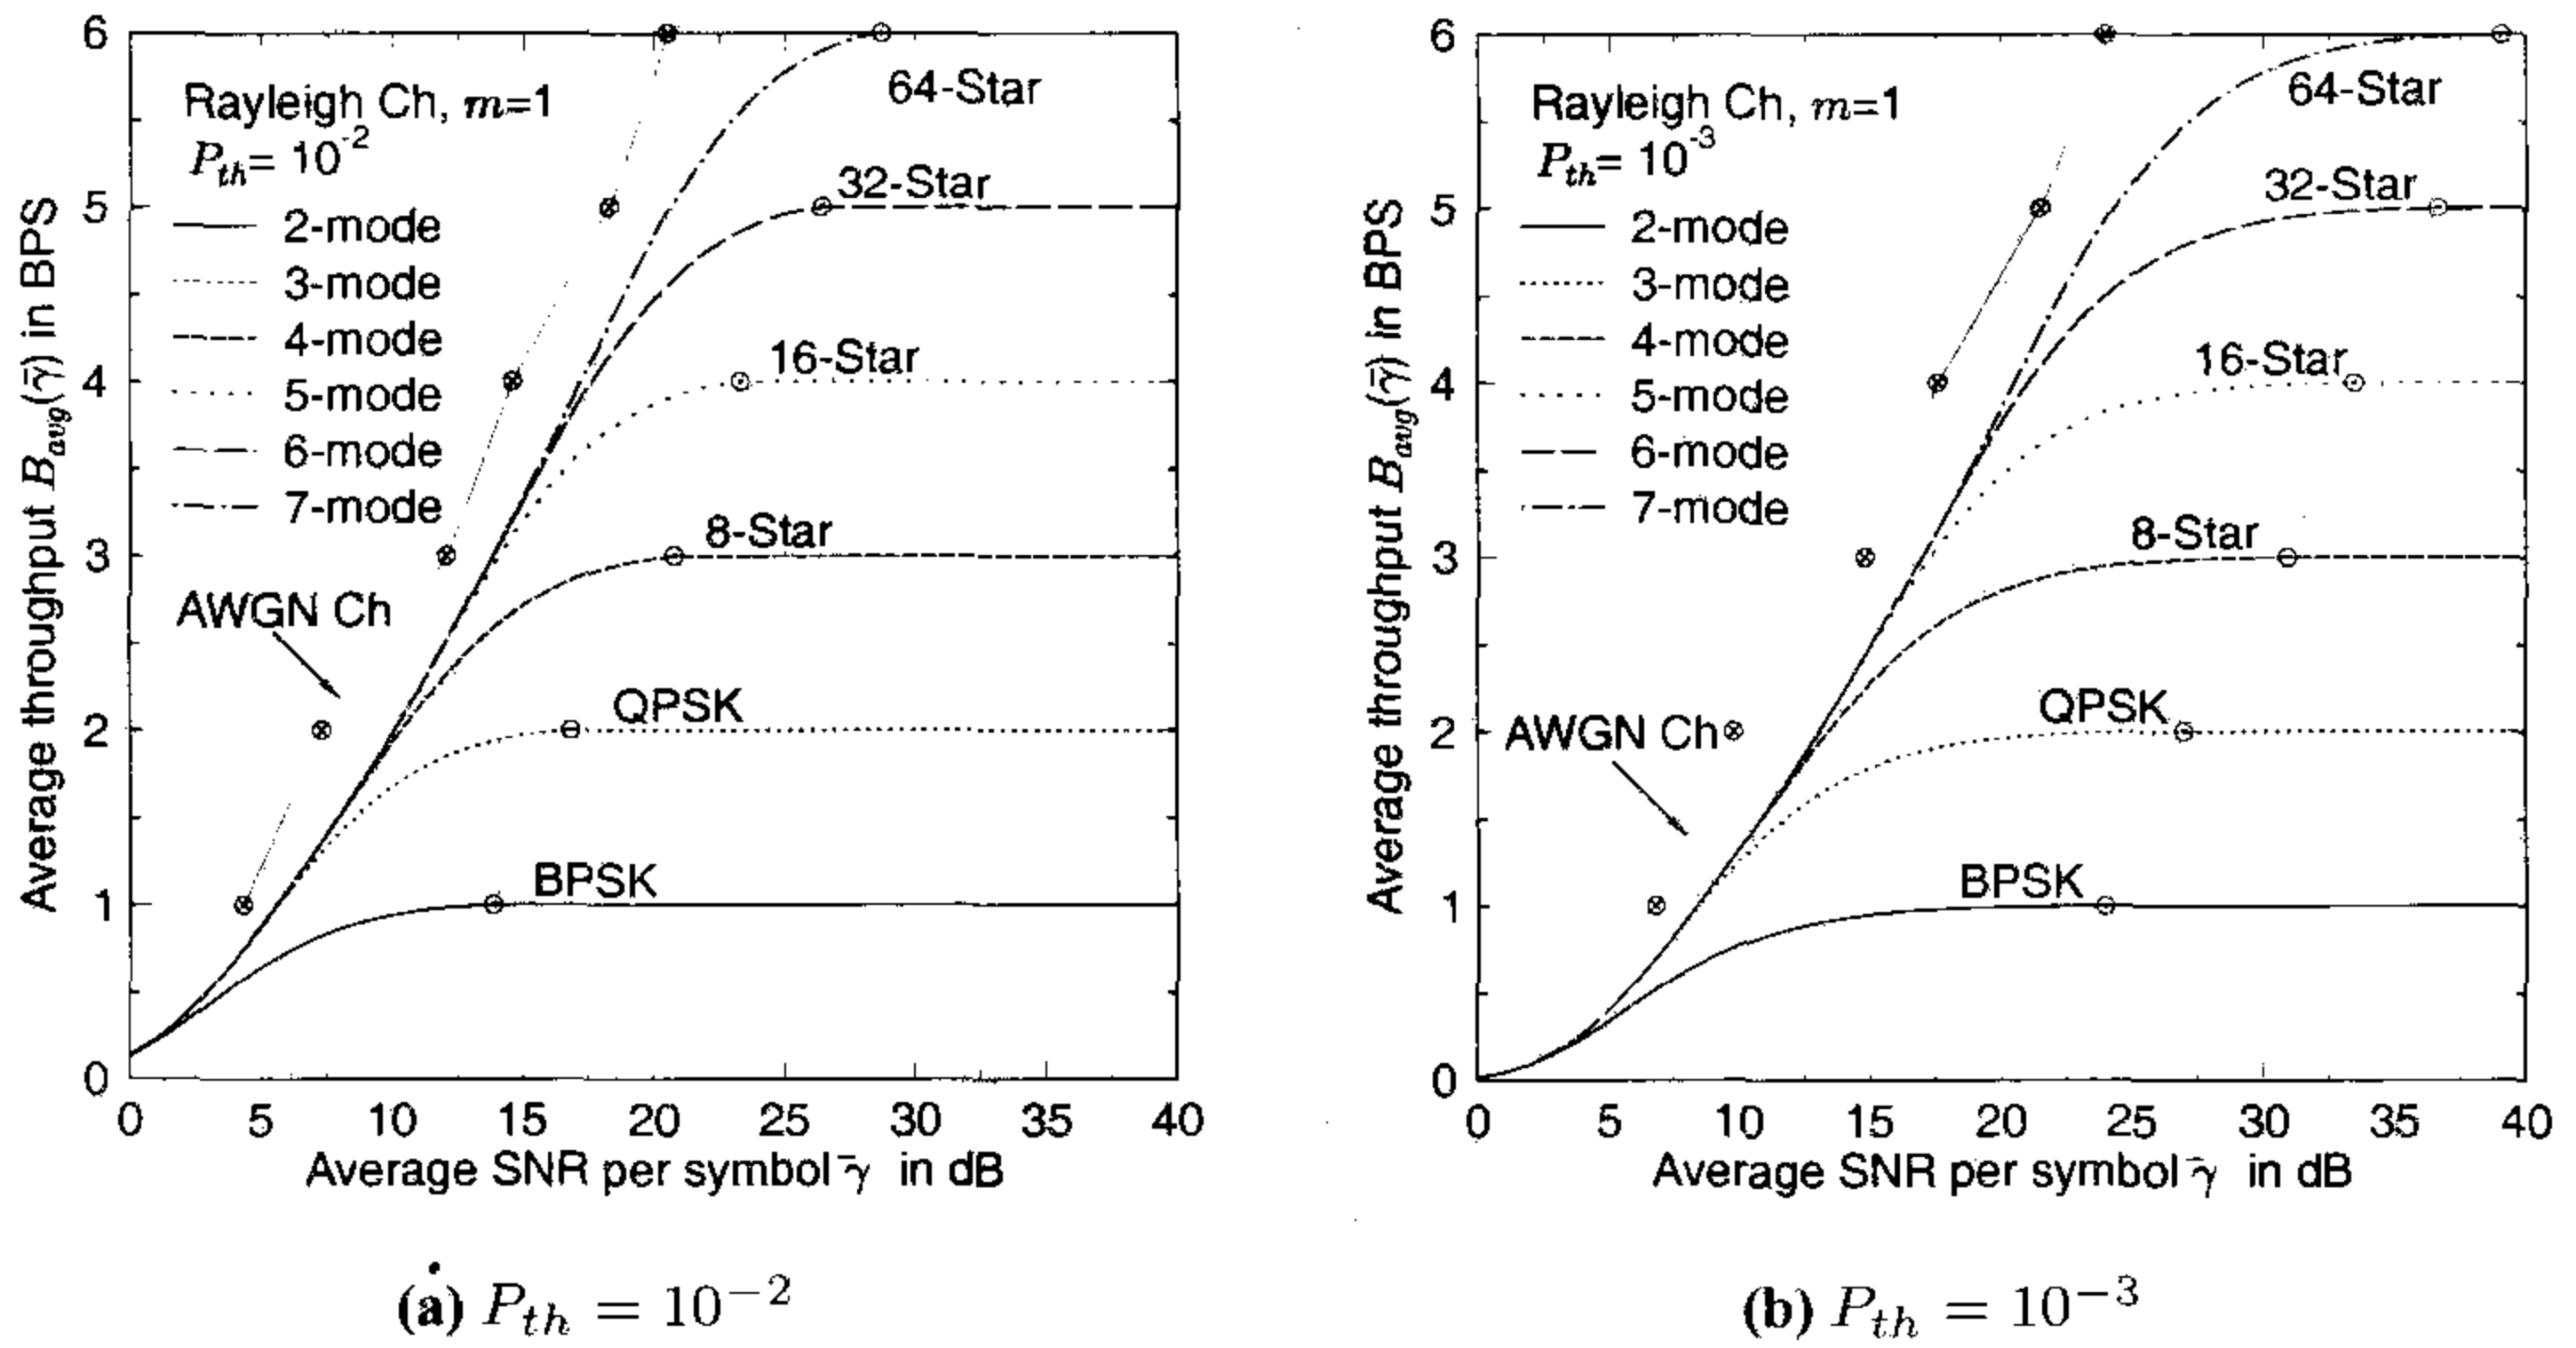 Average throughput B_avg(γ̄) in BPS
6
5
4
3
2
1
0
Rayleigh Ch, m=1
P_th= 10^-2
2-mode
3-mode
4-mode
5-mode
6-mode
7-mode
AWGN Ch
64-Star
32-Star
16-Star
8-Star
QPSK
BPSK
0 5 10 15 20 25 30 35 40
Average SNR per symbol γ̄ in dB
(a) P_th = 10^−2
Average throughput B_avg(γ̄) in BPS
6
5
4
3
2
1
0
Rayleigh Ch, m=1
P_th= 10^-3
2-mode
3-mode
4-mode
5-mode
6-mode
7-mode
AWGN Ch
64-Star
32-Star
16-Star
8-Star
QPSK
BPSK
0 5 10 15 20 25 30 35 40
Average SNR per symbol γ̄ in dB
(b) P_th = 10^−3